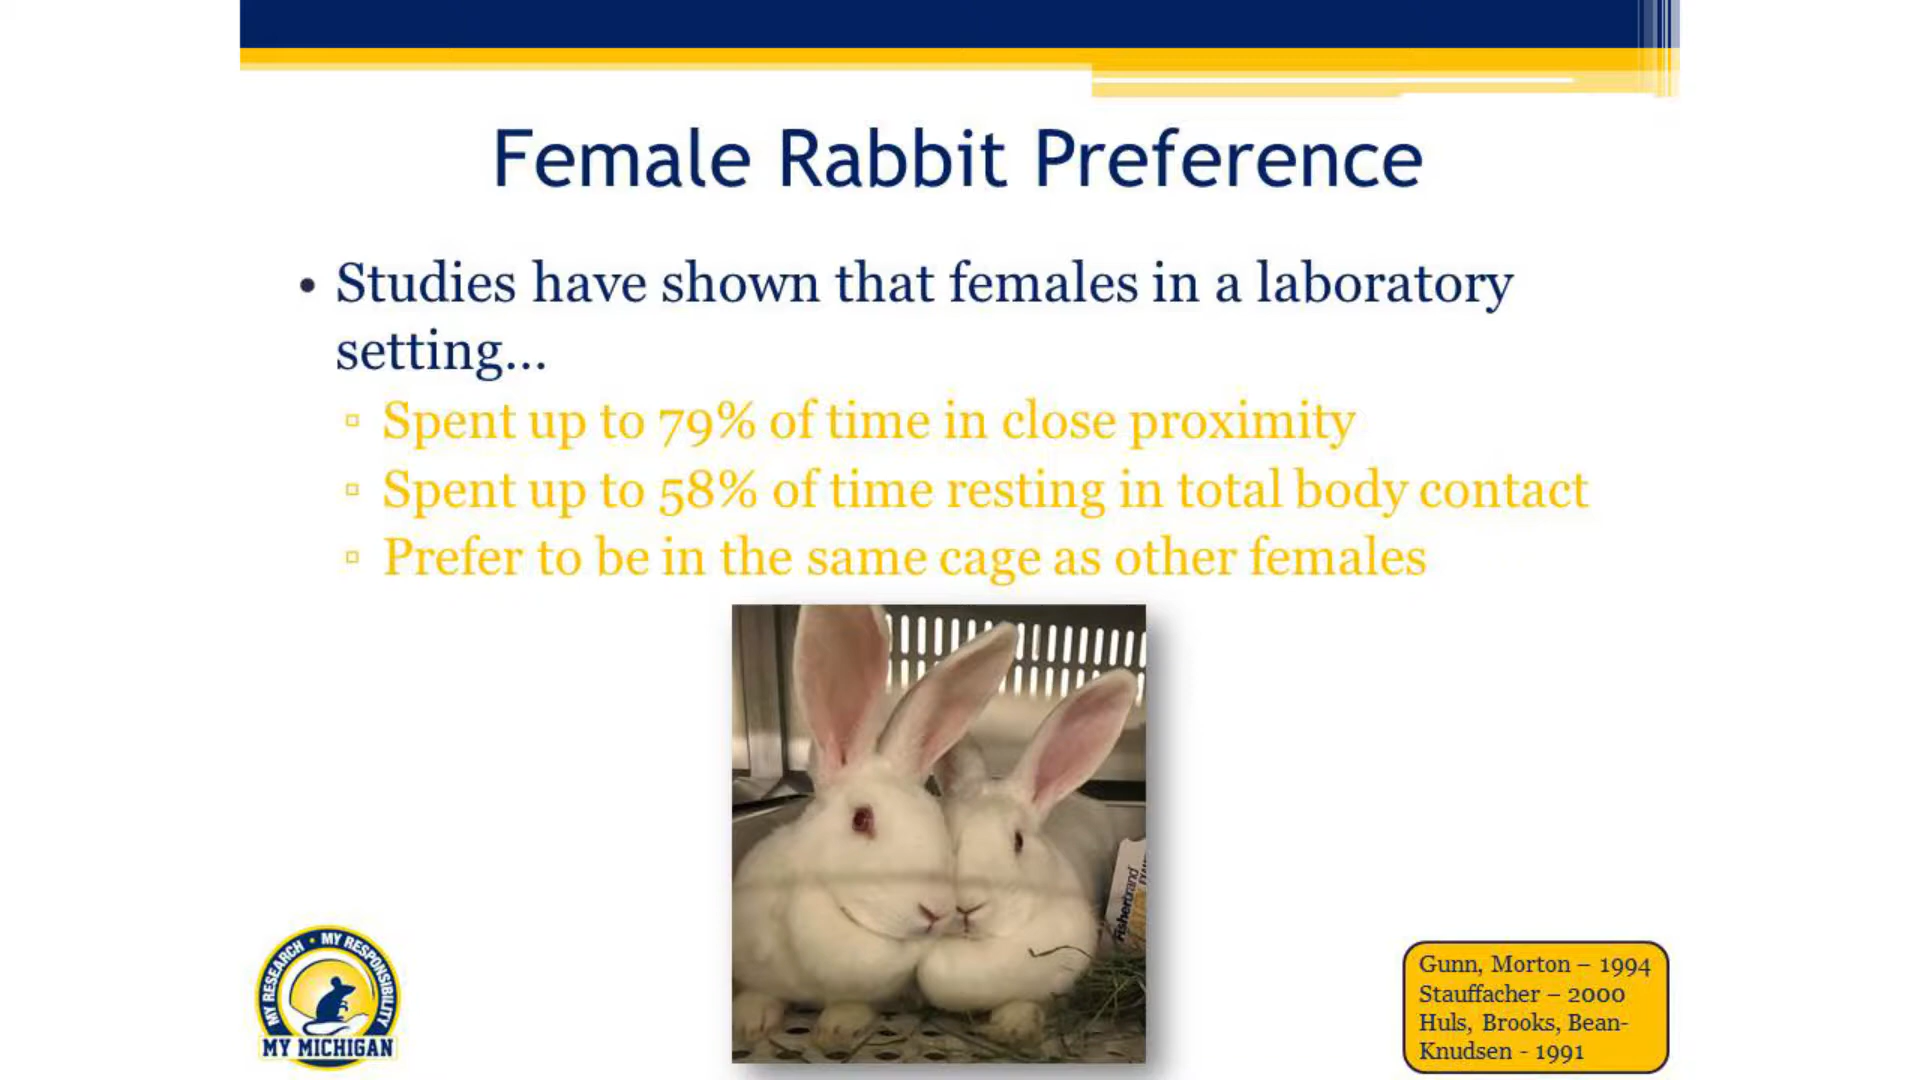 Female Rabbit Preference
• Studies have shown that females in a laboratory
setting...
▫ Spent up to 79% of time in close proximity
▫ Spent up to 58% of time resting in total body contact
▫ Prefer to be in the same cage as other females
Fisherbrand
MY RESEARCH • MY RESPONSIBILITY
MY MICHIGAN
Gunn, Morton – 1994
Stauffacher – 2000
Huls, Brooks, Bean-
Knudsen - 1991